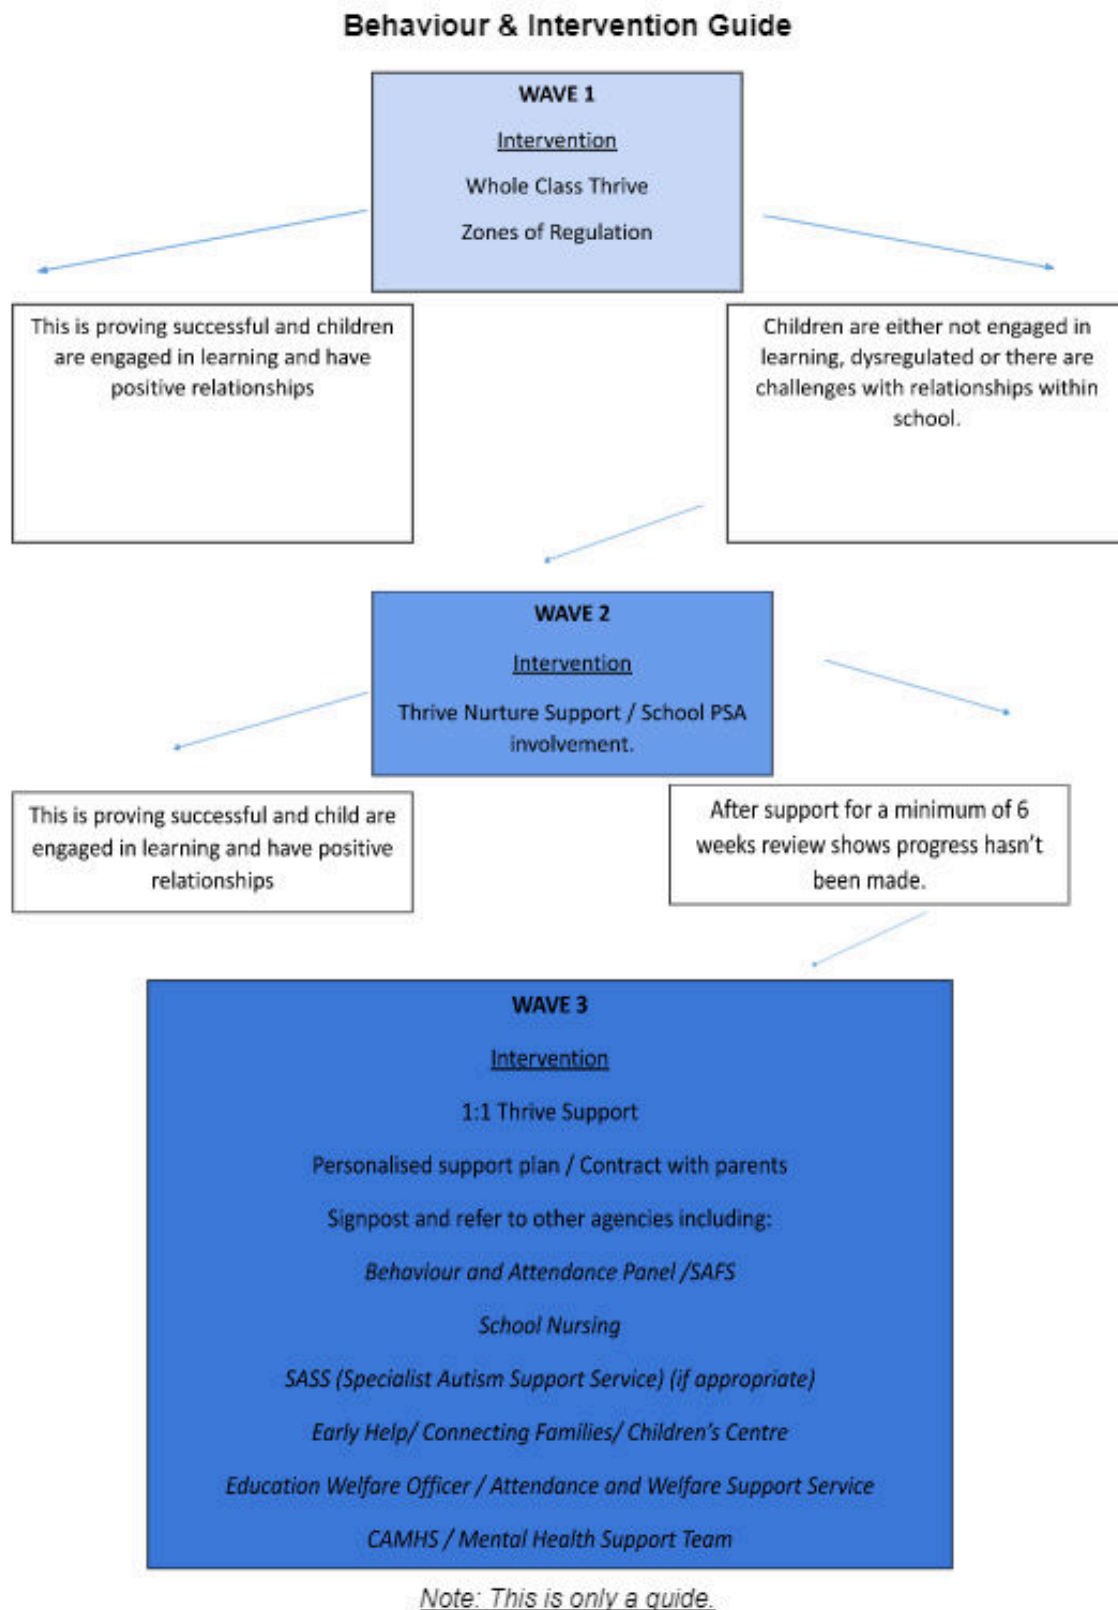 Behaviour & Intervention Guide
WAVE 1
Intervention
Whole Class Thrive
Zones of Regulation
This is proving successful and children
are engaged in learning and have
positive relationships
Children are either not engaged in
learning, dysregulated or there are
challenges with relationships within
school.
WAVE 2
Intervention
Thrive Nurture Support / School PSA
involvement.
This is proving successful and child are
engaged in learning and have positive
relationships
After support for a minimum of 6
weeks review shows progress hasn't
been made.
WAVE 3
Intervention
1:1 Thrive Support
Personalised support plan / Contract with parents
Signpost and refer to other agencies including:
Behaviour and Attendance Panel /SAFS
School Nursing
SASS (Specialist Autism Support Service) (if appropriate)
Early Help/ Connecting Families/ Children's Centre
Education Welfare Officer / Attendance and Welfare Support Service
CAMHS / Mental Health Support Team
Note: This is only a guide.